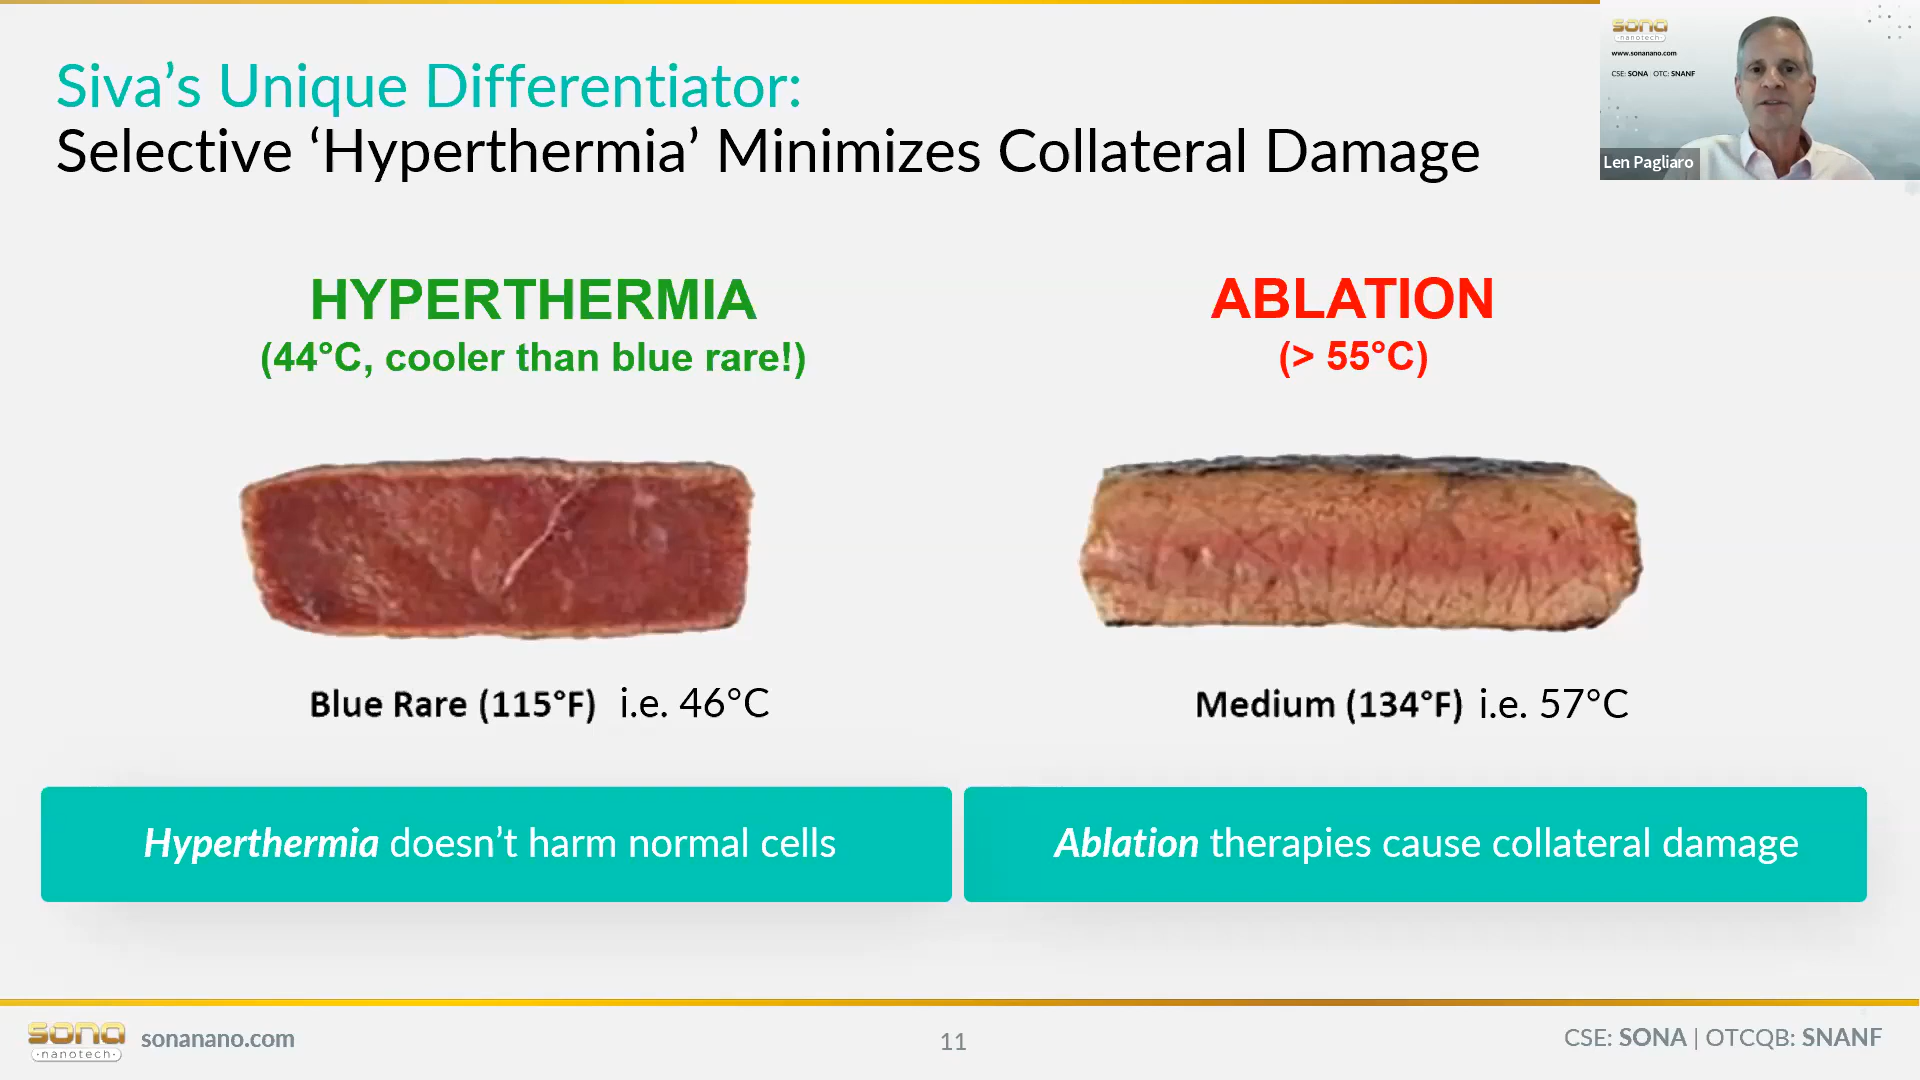 Siva’s Unique Differentiator:
Selective ‘Hyperthermia’ Minimizes Collateral Damage
sona
nanotech
www.sonanano.com
CSE: SONA OTC: SNANF
Len Pagliaro
HYPERTHERMIA
(44°C, cooler than blue rare!)
ABLATION
(> 55°C)
Blue Rare (115°F) i.e. 46°C
Medium (134°F) i.e. 57°C
Hyperthermia doesn’t harm normal cells
Ablation therapies cause collateral damage
sona
·nanotech·
sonanano.com
11
CSE: SONA | OTCQB: SNANF